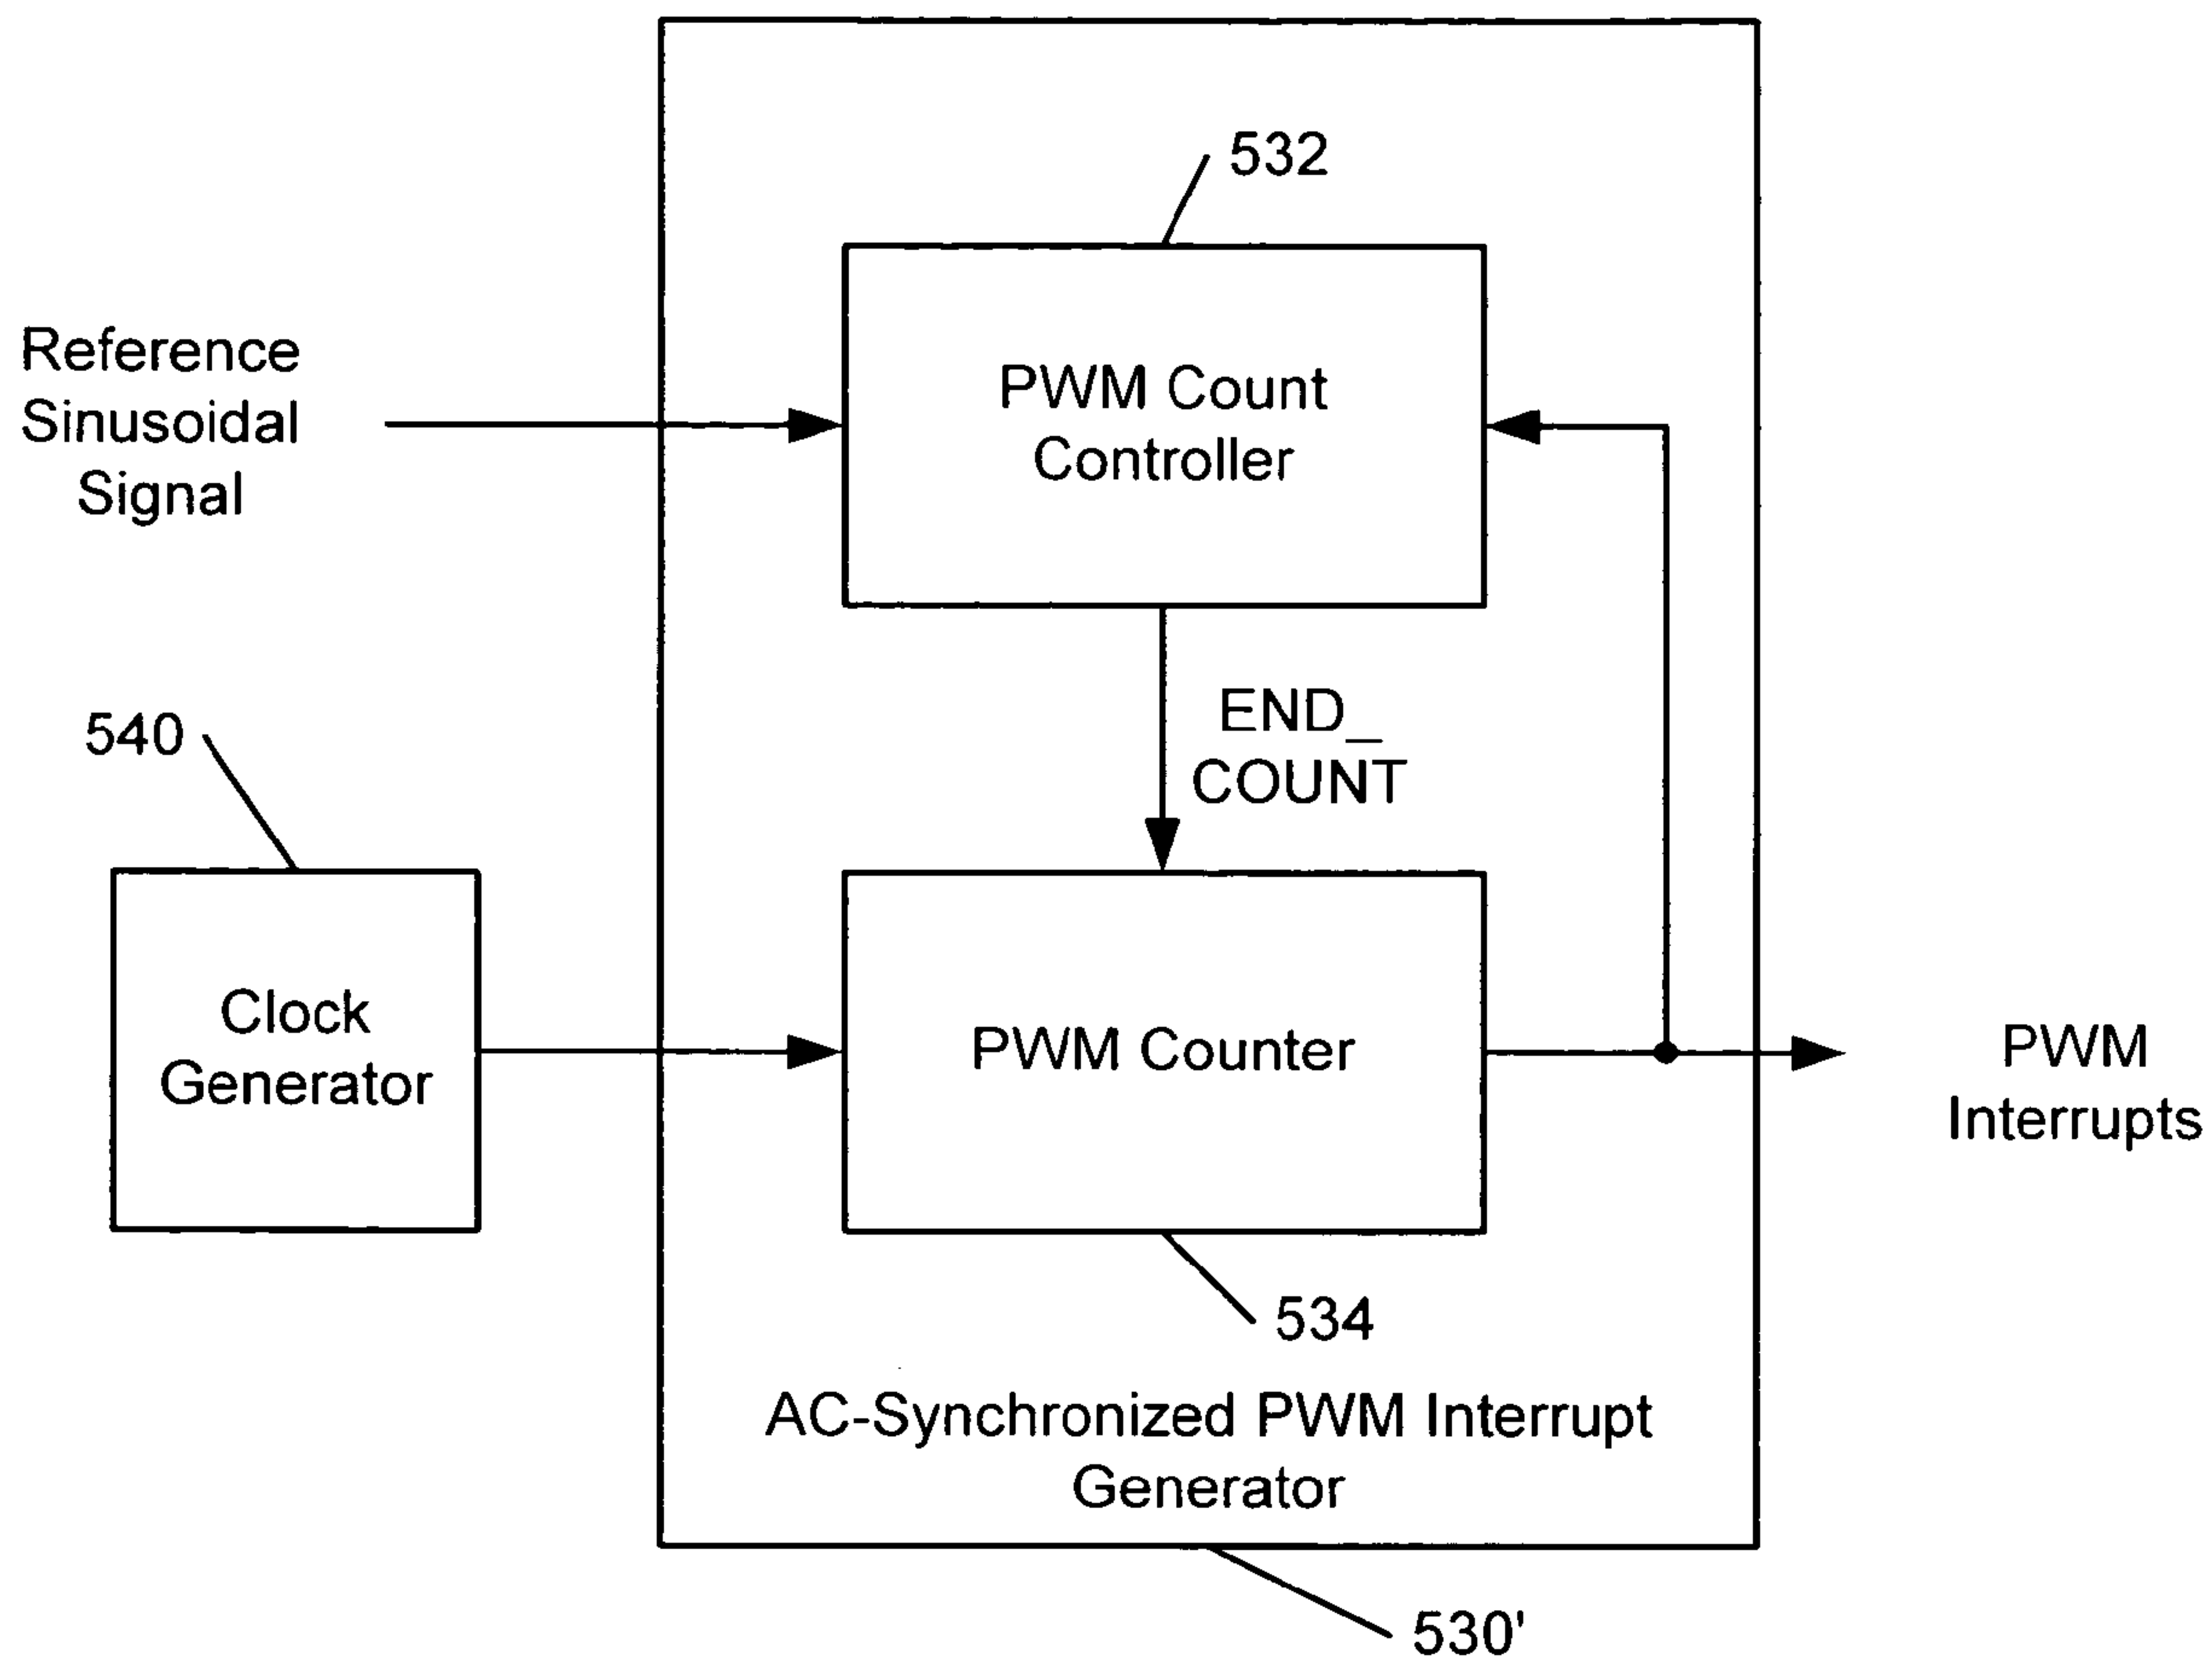 532
Reference
Sinusoidal
Signal
PWM Count
Controller
END_
COUNT
540
Clock
Generator
PWM Counter
PWM
Interrupts
534
AC-Synchronized PWM Interrupt
Generator
530'